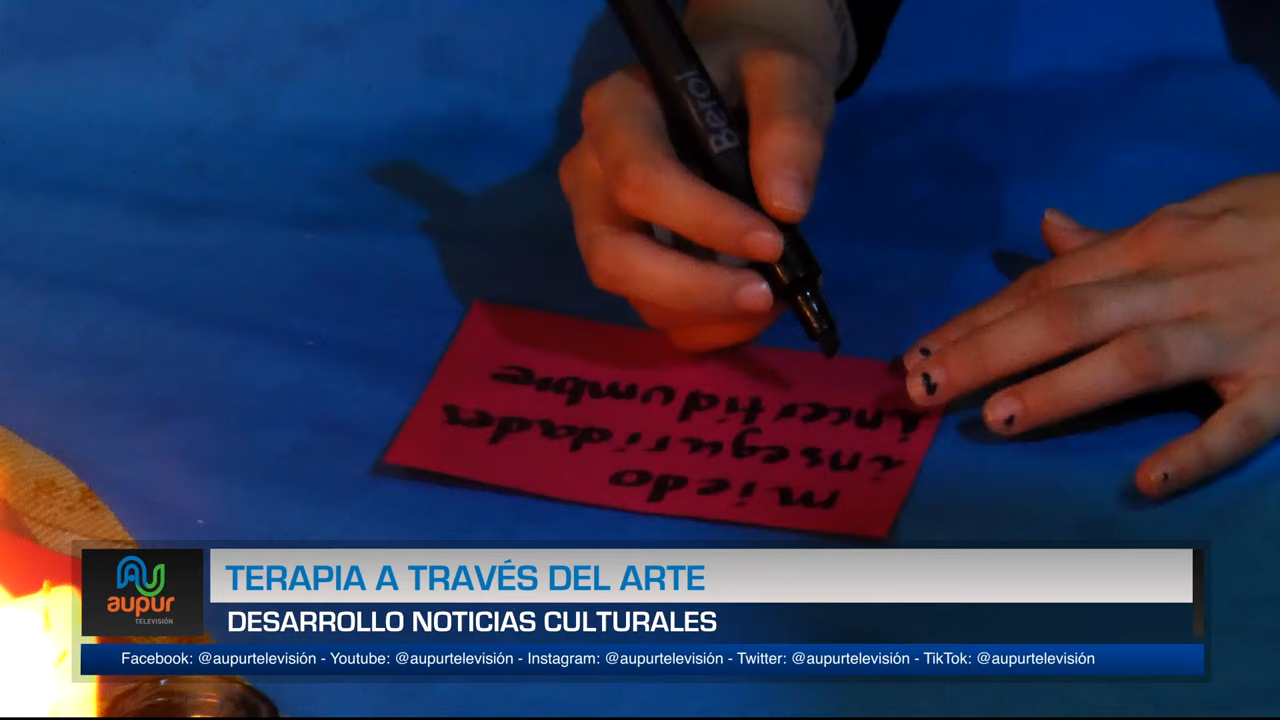 Berol
miedo
inseguridades
incertidumbre
aupur
TELEVISIÓN
TERAPIA A TRAVÉS DEL ARTE
DESARROLLO NOTICIAS CULTURALES
Facebook: @aupurtelevisión - Youtube: @aupurtelevisión - Instagram: @aupurtelevisión - Twitter: @aupurtelevisión - TikTok: @aupurtelevisión